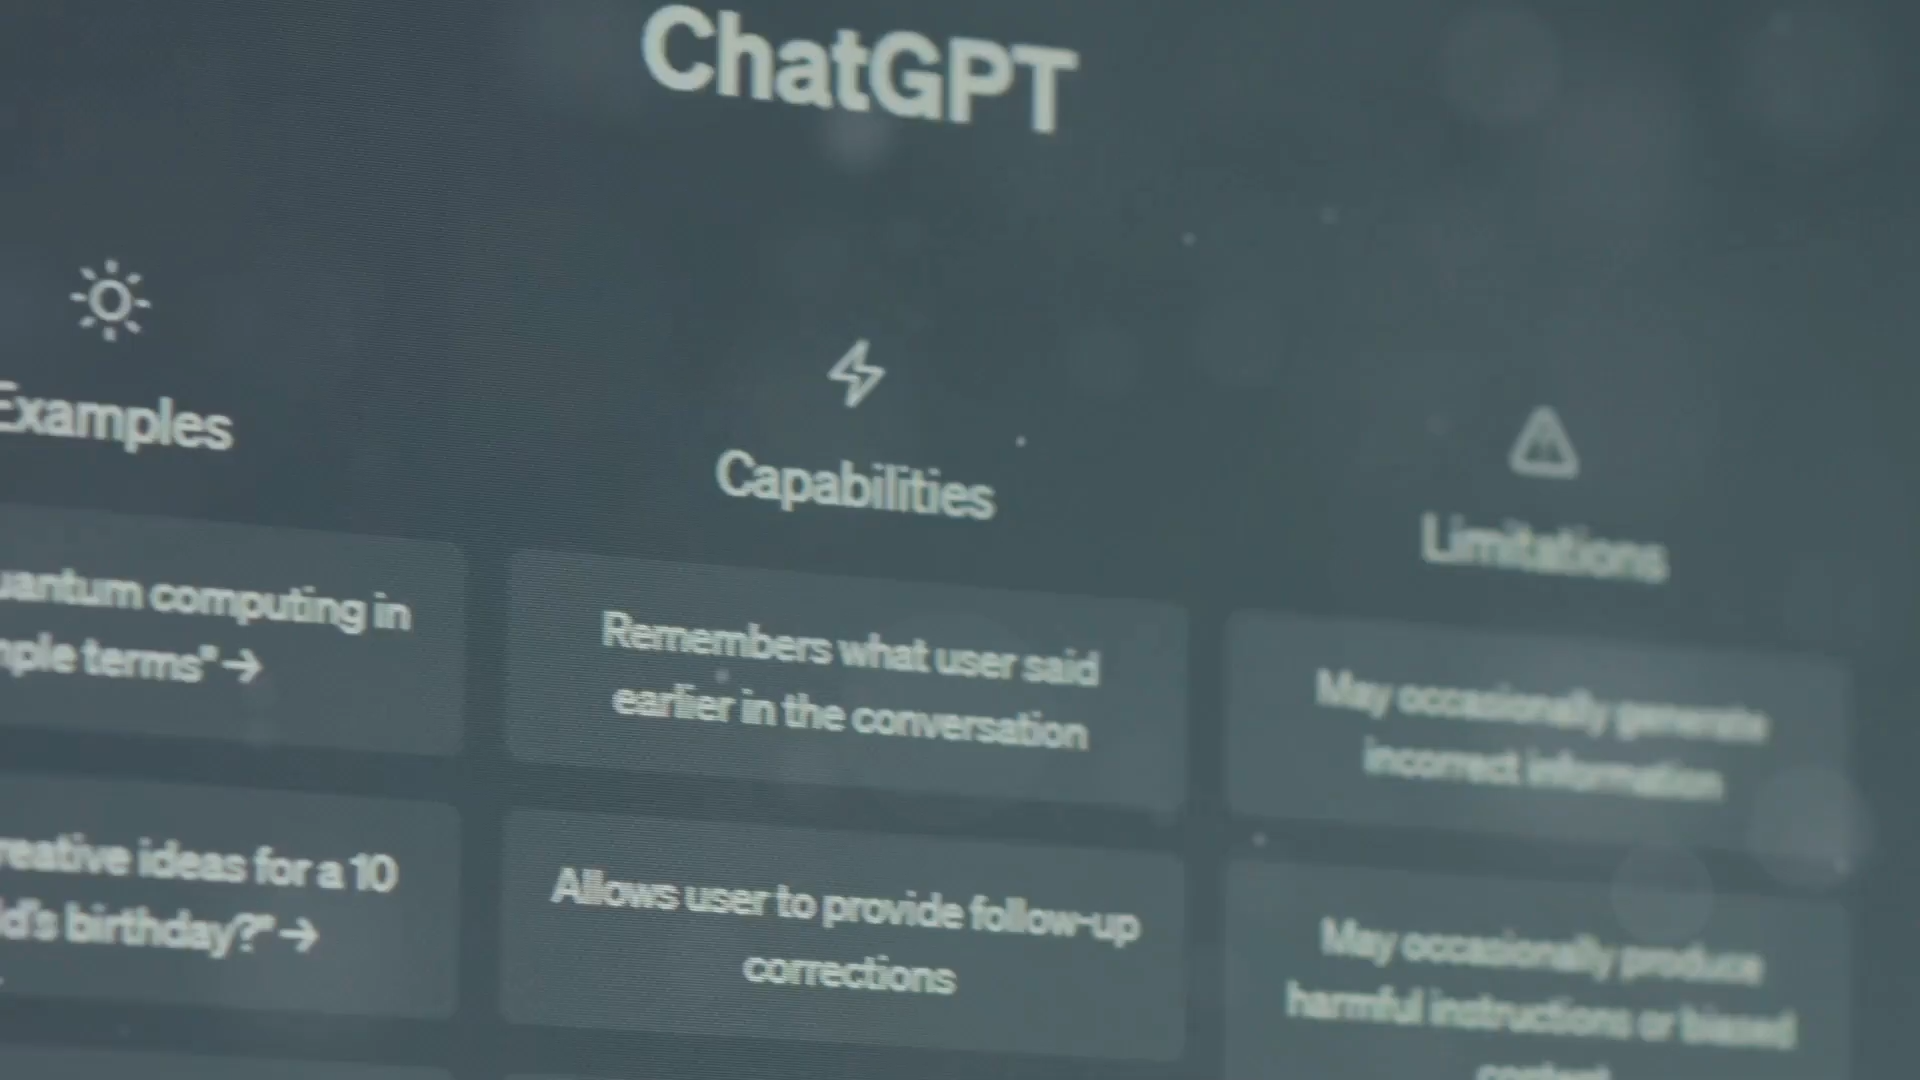 ChatGPT
Examples
uantum computing in
mple terms" →
reative ideas for a 10
ld's birthday?" →
Capabilities
Remembers what user said
earlier in the conversation
Allows user to provide follow-up
corrections
Limitations
May occasionally generate
incorrect information
May occasionally produce
harmful instructions or biased
content